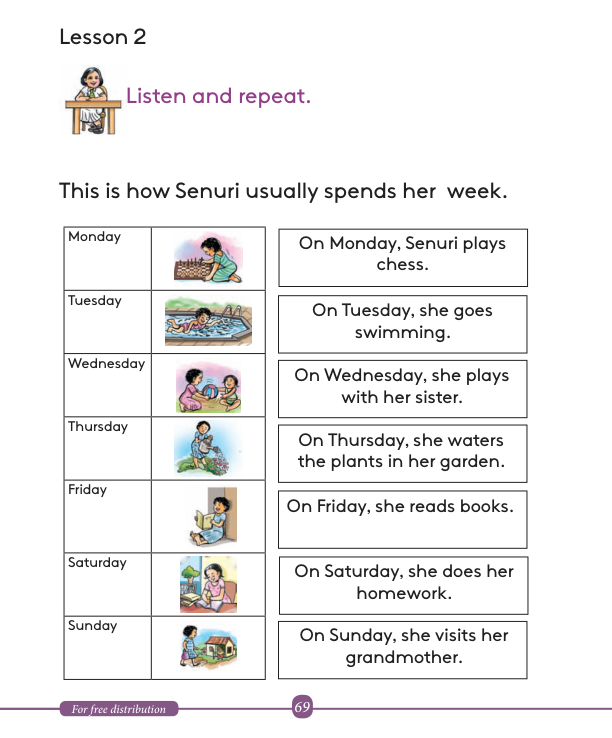 Lesson 2
Listen and repeat.
This is how Senuri usually spends her week.
Monday
On Monday, Senuri plays
chess.
Tuesday
On Tuesday, she goes
swimming.
Wednesday
On Wednesday, she plays
with her sister.
Thursday
On Thursday, she waters
the plants in her garden.
Friday
On Friday, she reads books.
Saturday
On Saturday, she does her
homework.
Sunday
On Sunday, she visits her
grandmother.
For free distribution
69